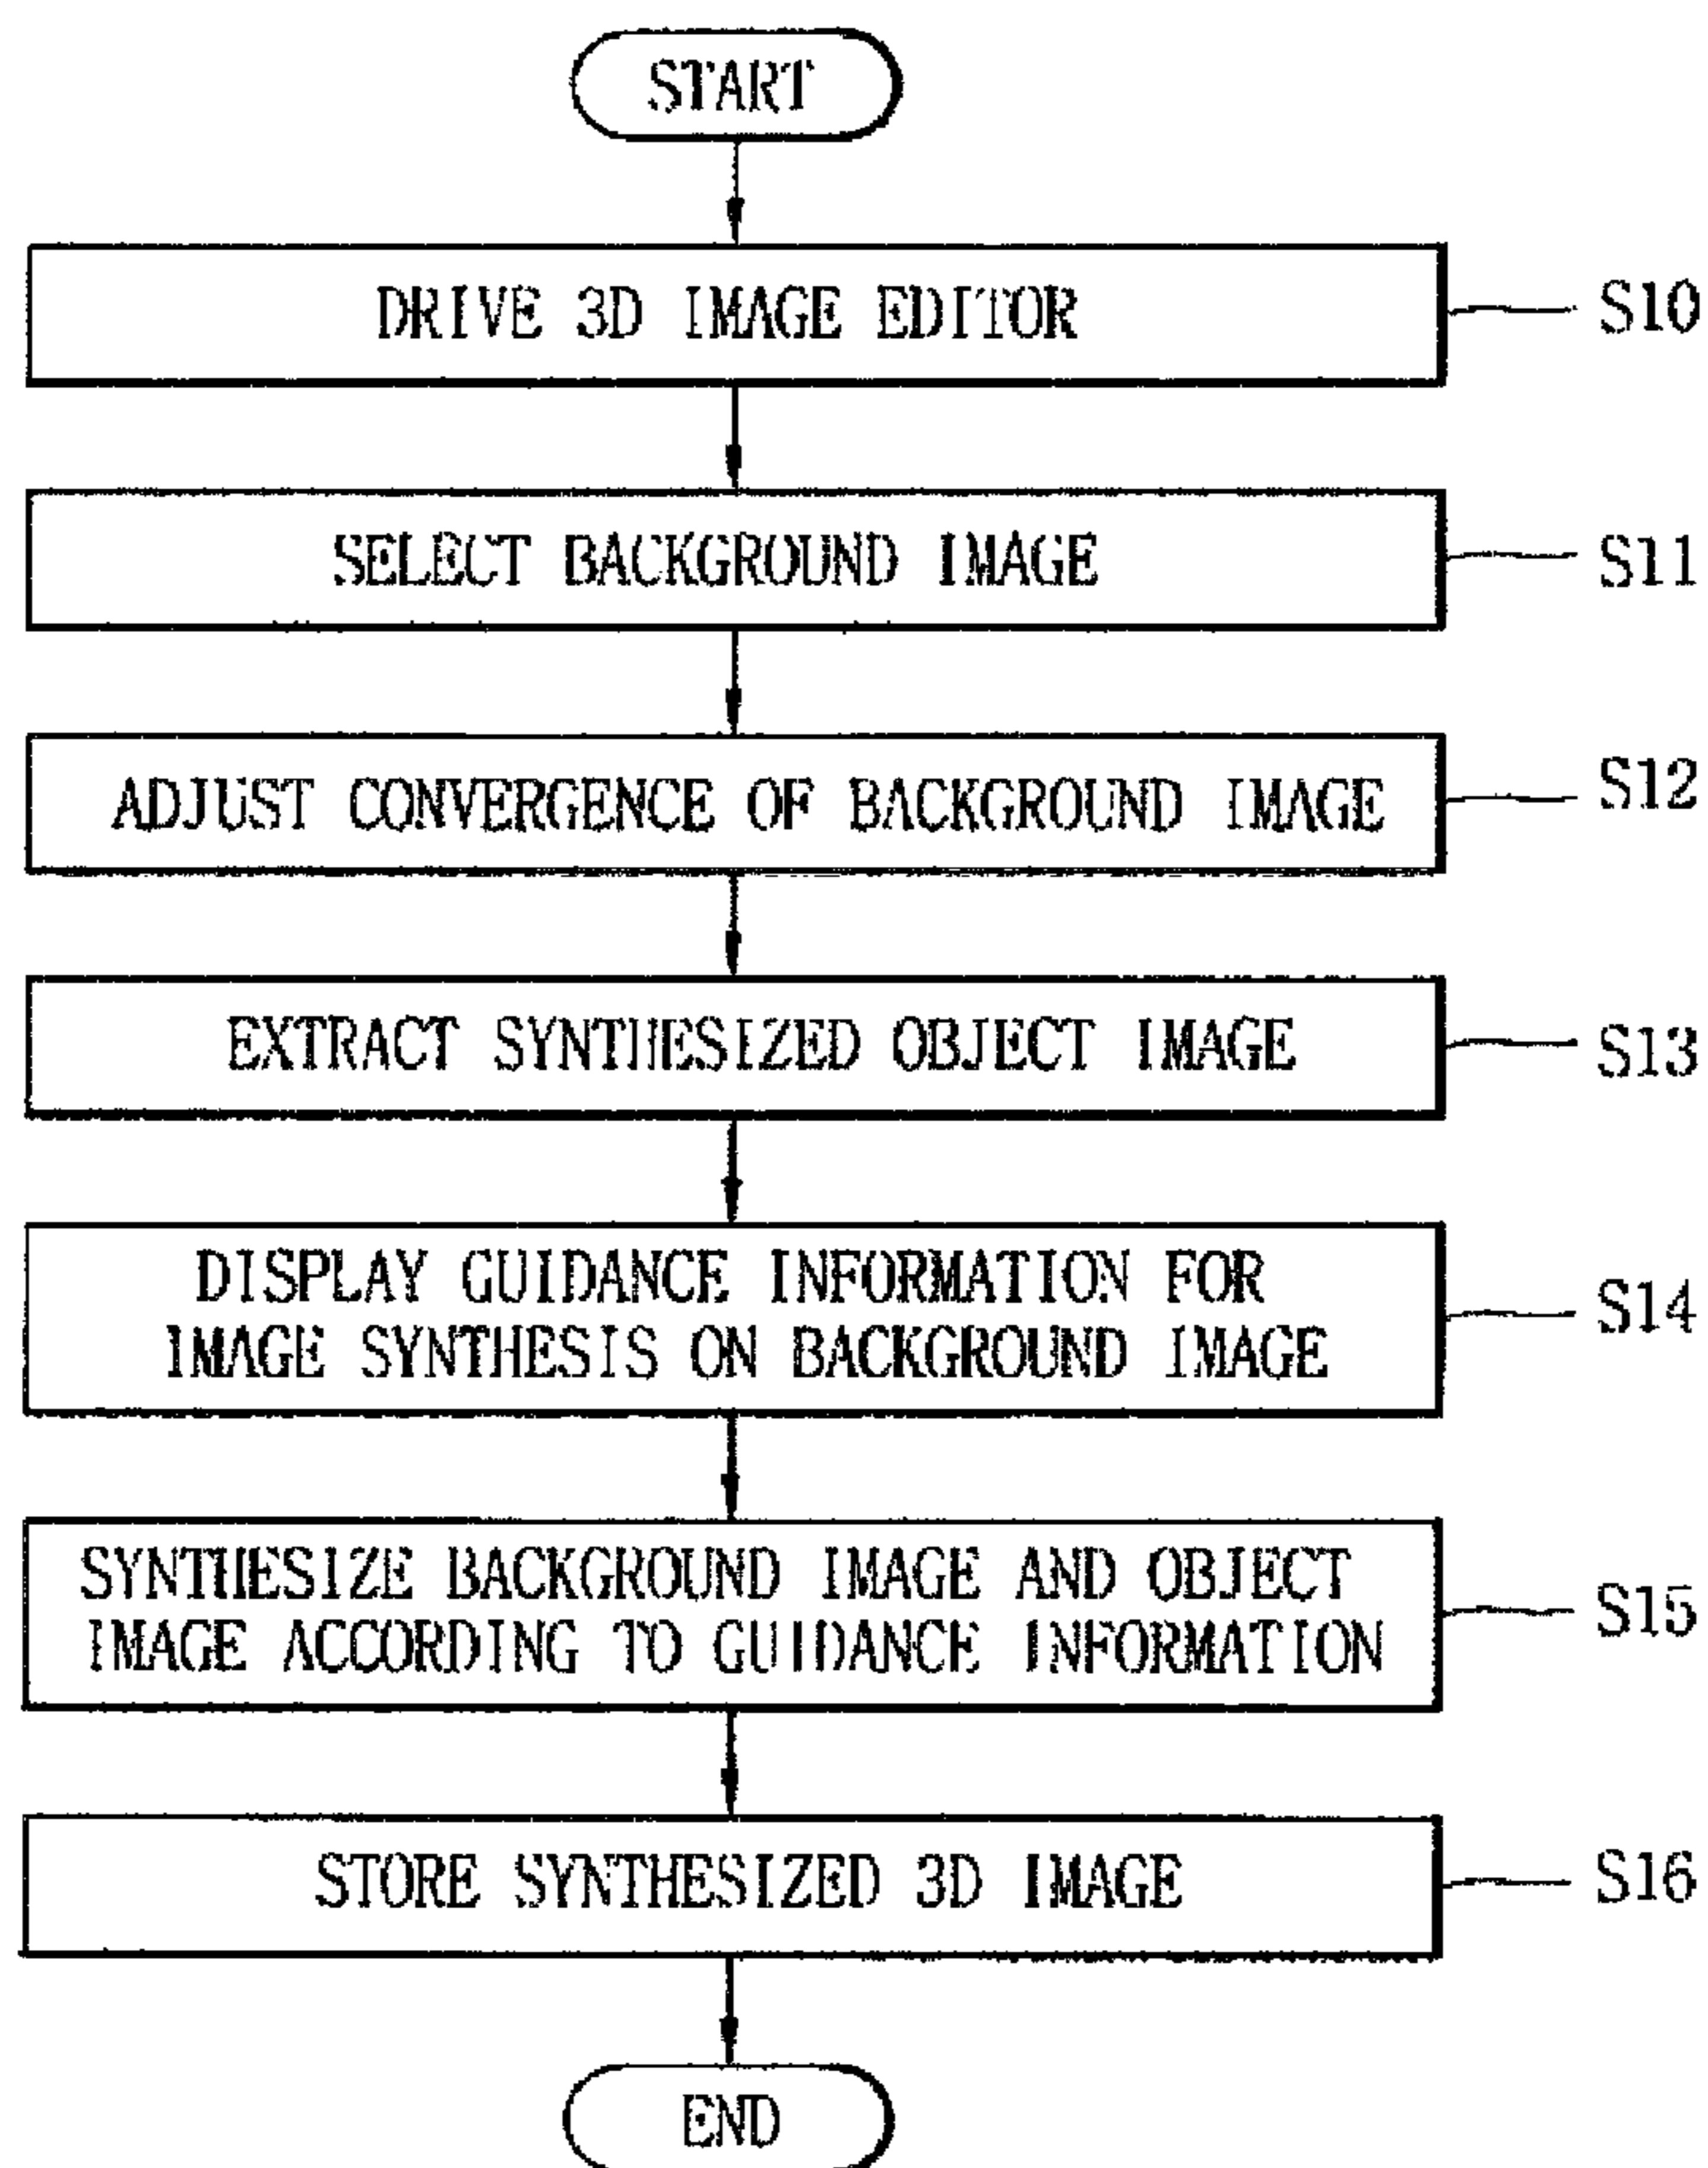 START
DRIVE 3D IMAGE EDITOR
S10
SELECT BACKGROUND IMAGE
S11
ADJUST CONVERGENCE OF BACKGROUND IMAGE
S12
EXTRACT SYNTHESIZED OBJECT IMAGE
S13
DISPLAY GUIDANCE INFORMATION FOR
IMAGE SYNTHESIS ON BACKGROUND IMAGE
S14
SYNTHESIZE BACKGROUND IMAGE AND OBJECT
IMAGE ACCORDING TO GUIDANCE INFORMATION
S15
STORE SYNTHESIZED 3D IMAGE
S16
END